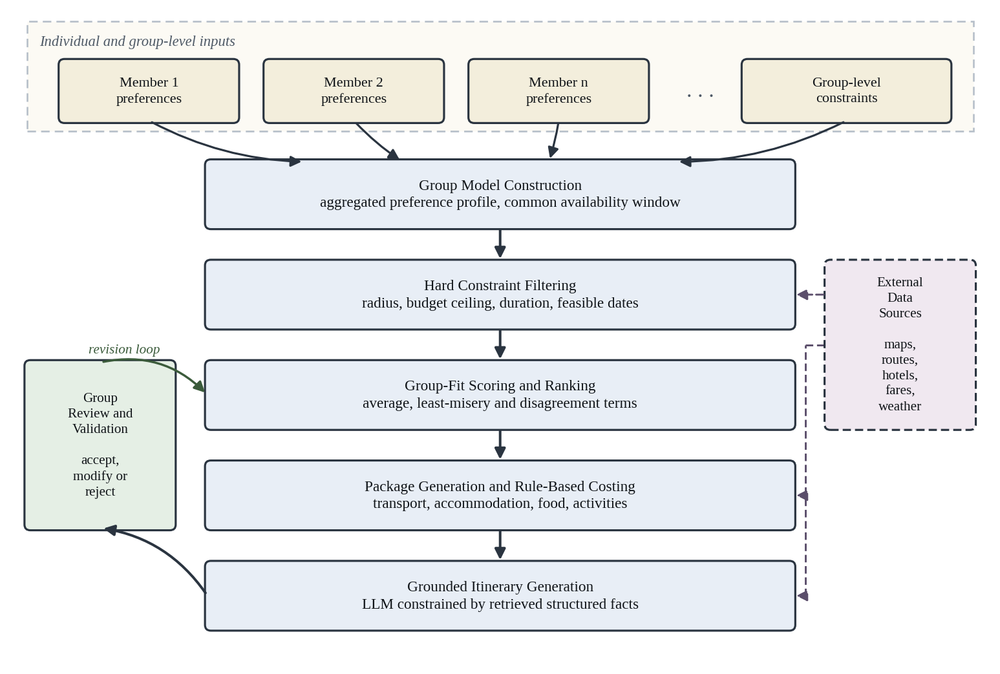 Individual and group-level inputs
Member 1
preferences
Member 2
preferences
Member n
preferences
. . .
Group-level
constraints
Group Model Construction
aggregated preference profile, common availability window
Hard Constraint Filtering
radius, budget ceiling, duration, feasible dates
External
Data
Sources
maps,
routes,
hotels,
fares,
weather
revision loop
Group
Review and
Validation
accept,
modify or
reject
Group-Fit Scoring and Ranking
average, least-misery and disagreement terms
Package Generation and Rule-Based Costing
transport, accommodation, food, activities
Grounded Itinerary Generation
LLM constrained by retrieved structured facts